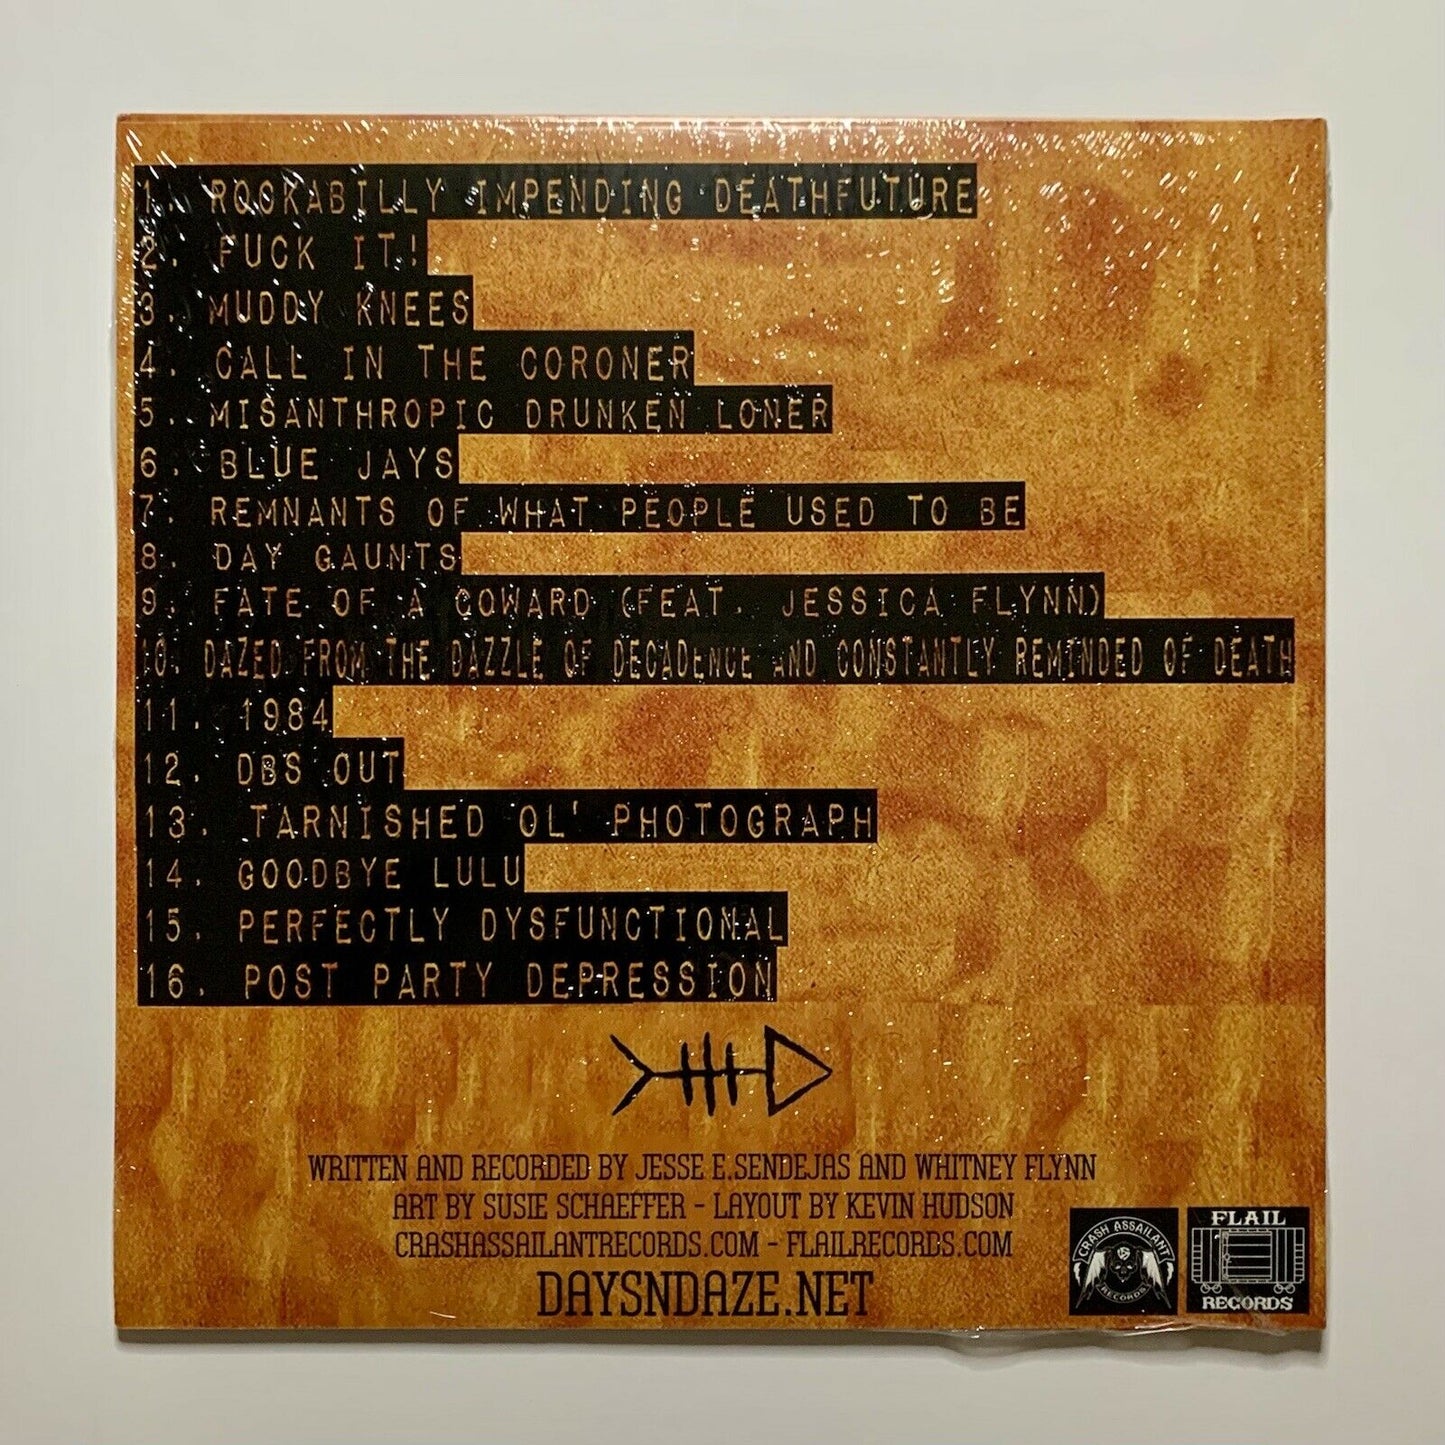 1. ROCKABILLY IMPENDING DEATHFUTURE
2. FUCK IT!
3. MUDDY KNEES
4. CALL IN THE CORONER
5. MISANTHROPIC DRUNKEN LONER
6. BLUE JAYS
7. REMNANTS OF WHAT PEOPLE USED TO BE
8. DAY GAUNTS
9. FATE OF A COWARD (FEAT. JESSICA FLYNN)
10. DAZED FROM THE DAZZLE OF DECADENCE AND CONSTANTLY REMINDED OF DEATH
11. 1984
12. DBS OUT
13. TARNISHED OL' PHOTOGRAPH
14. GOODBYE LULU
15. PERFECTLY DYSFUNCTIONAL
16. POST PARTY DEPRESSION
WRITTEN AND RECORDED BY JESSE E.SENDEJAS AND WHITNEY FLYNN
ART BY SUSIE SCHAEFFER - LAYOUT BY KEVIN HUDSON
CRASHASSAILANTRECORDS.COM - FLAILRECORDS.COM
DAYSNDAZE.NET
CRASH ASSAILANT
RECORDS
FLAIL
RECORDS